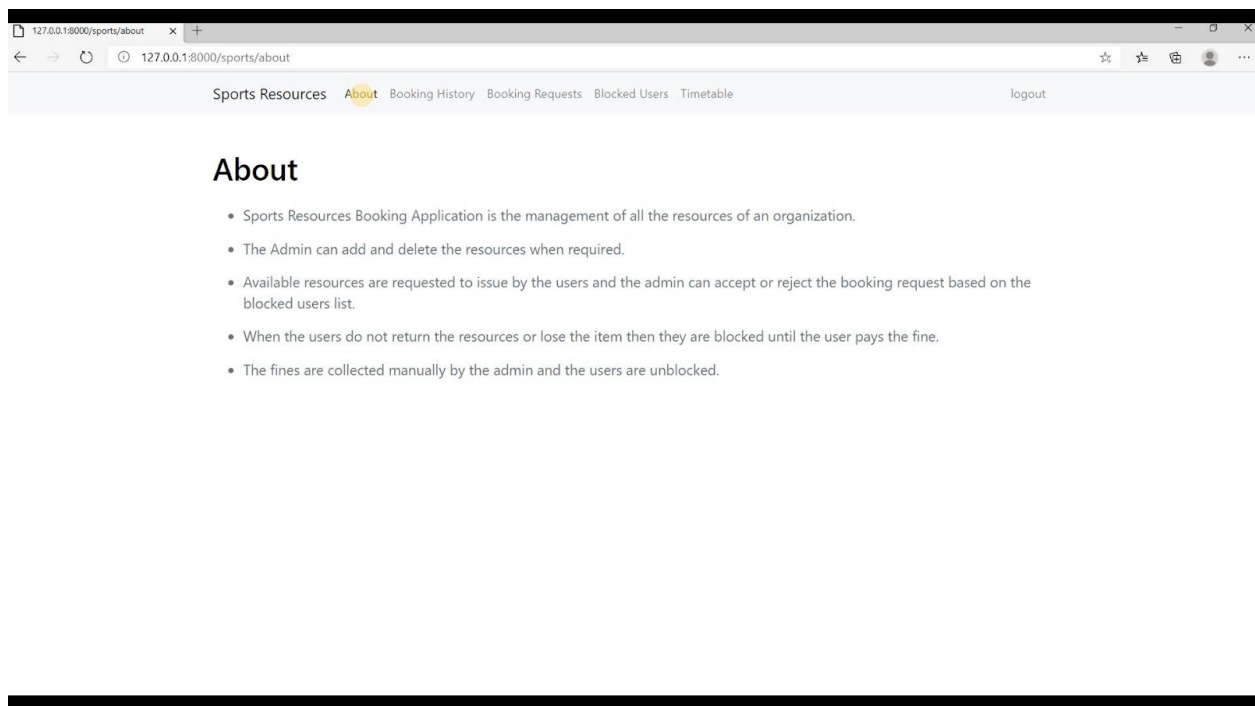 127.0.0.1:8000/sports/about
127.0.0.1:8000/sports/about
Sports Resources About Booking History Booking Requests Blocked Users Timetable logout
About
• Sports Resources Booking Application is the management of all the resources of an organization.
• The Admin can add and delete the resources when required.
• Available resources are requested to issue by the users and the admin can accept or reject the booking request based on the
blocked users list.
• When the users do not return the resources or lose the item then they are blocked until the user pays the fine.
• The fines are collected manually by the admin and the users are unblocked.